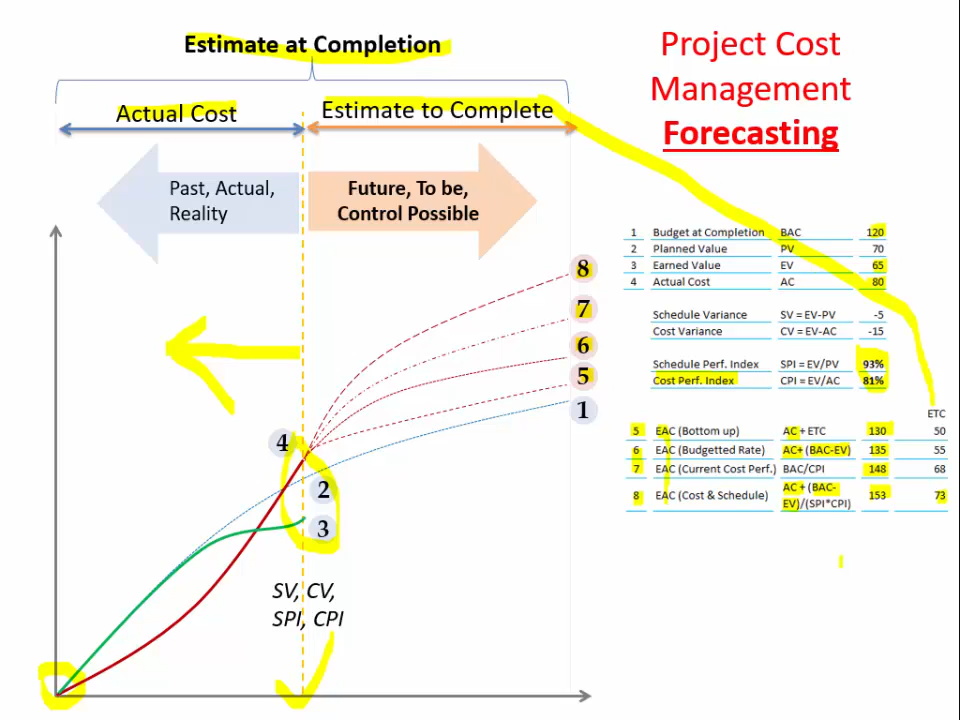 Estimate at Completion
Actual Cost
Estimate to Complete
Past, Actual,
Reality
Future, To be,
Control Possible
8
7
6
5
1
4
2
3
SV, CV,
SPI, CPI
Project Cost
Management
Forecasting
1 Budget at Completion BAC 120
2 Planned Value PV 70
3 Earned Value EV 65
4 Actual Cost AC 80
Schedule Variance SV = EV-PV -5
Cost Variance CV = EV-AC -15
Schedule Perf. Index SPI = EV/PV 93%
Cost Perf. Index CPI = EV/AC 81%
ETC
5 EAC (Bottom up) AC + ETC 130 50
6 EAC (Budgetted Rate) AC+ (BAC-EV) 135 55
7 EAC (Current Cost Perf.) BAC/CPI 148 68
8 EAC (Cost & Schedule) AC + (BAC-
EV)/(SPI*CPI) 153 73